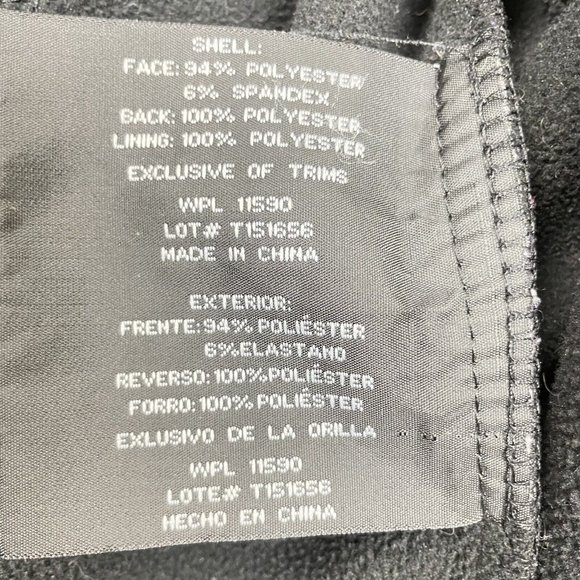 SHELL:
FACE: 94% POLYESTER
6% SPANDEX
BACK: 100% POLYESTER
LINING: 100% POLYESTER
EXCLUSIVE OF TRIMS
WPL 11590
LOT# T151656
MADE IN CHINA
EXTERIOR:
FRENTE: 94% POLIÉSTER
6% ELASTANO
REVERSO: 100% POLIÉSTER
FORRO: 100% POLIÉSTER
EXCLUSIVO DE LA ORILLA
WPL 11590
LOTE# T151656
HECHO EN CHINA